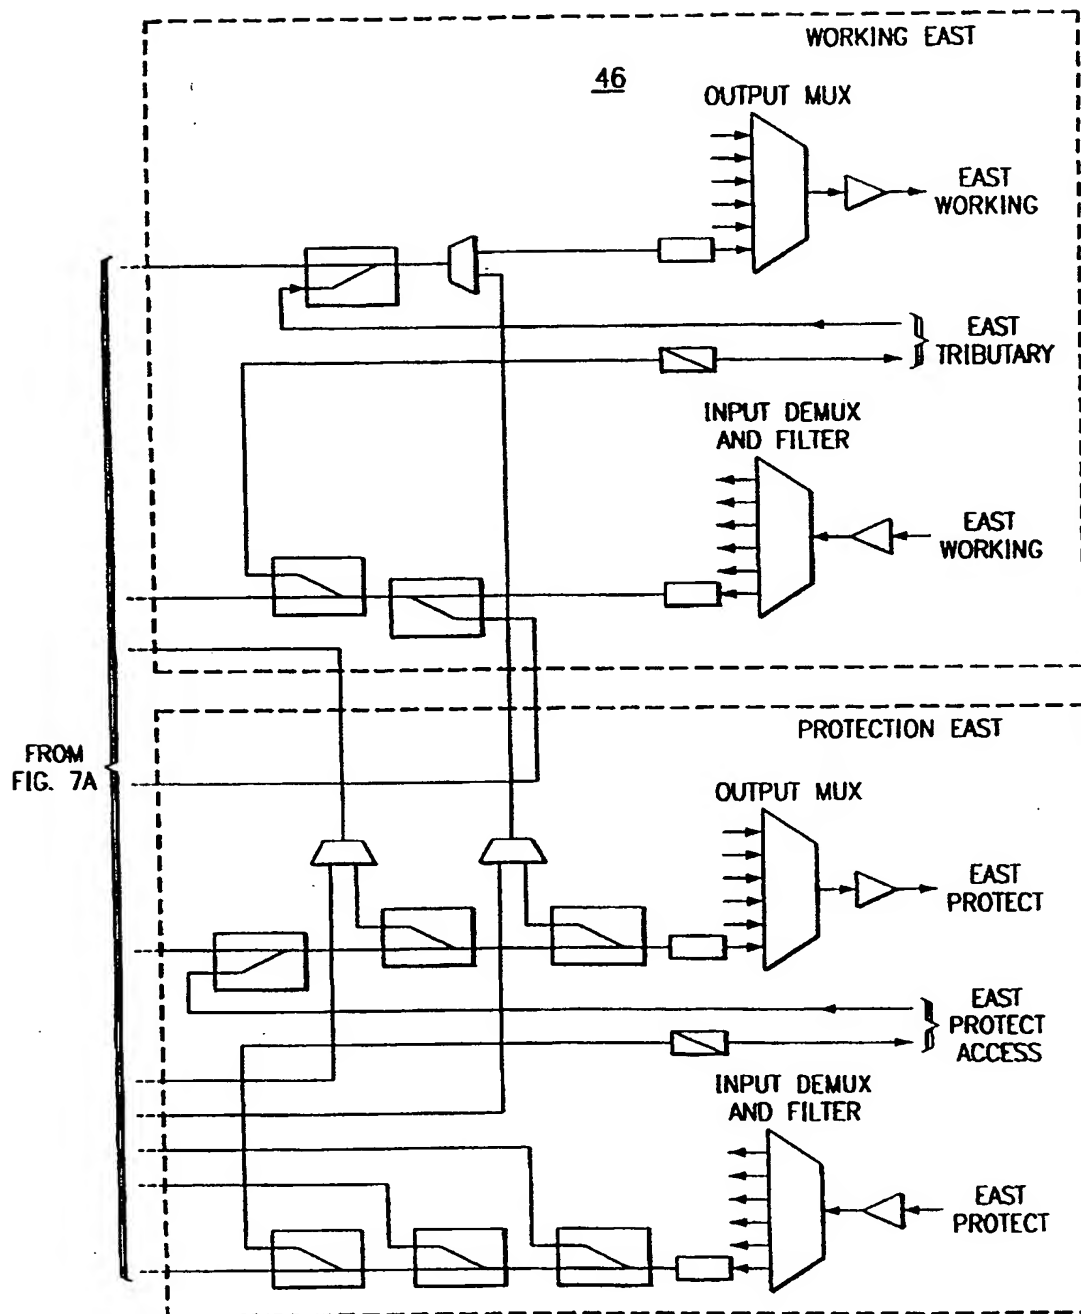 WORKING EAST
46
OUTPUT MUX
EAST
WORKING
EAST
TRIBUTARY
INPUT DEMUX
AND FILTER
EAST
WORKING
PROTECTION EAST
FROM
FIG. 7A
OUTPUT MUX
EAST
PROTECT
EAST
PROTECT
ACCESS
INPUT DEMUX
AND FILTER
EAST
PROTECT